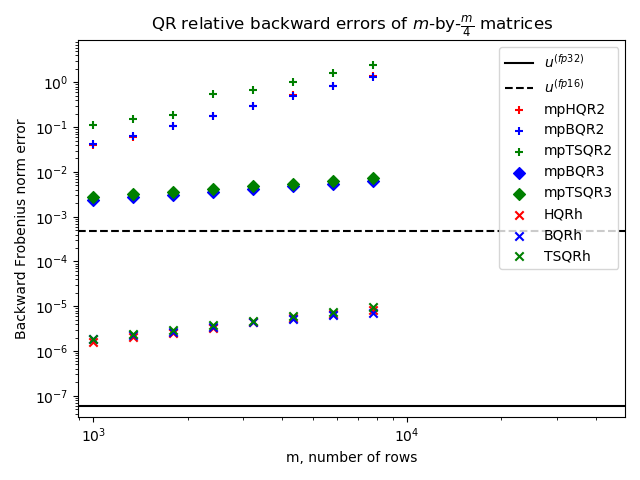 QR relative backward errors of m-by-m/4 matrices
Backward Frobenius norm error
10^0
10^−1
10^−2
10^−3
10^−4
10^−5
10^−6
10^−7
u^(fp32)
u^(fp16)
mpHQR2
mpBQR2
mpTSQR2
mpBQR3
mpTSQR3
HQRh
BQRh
TSQRh
10^3 10^4
m, number of rows